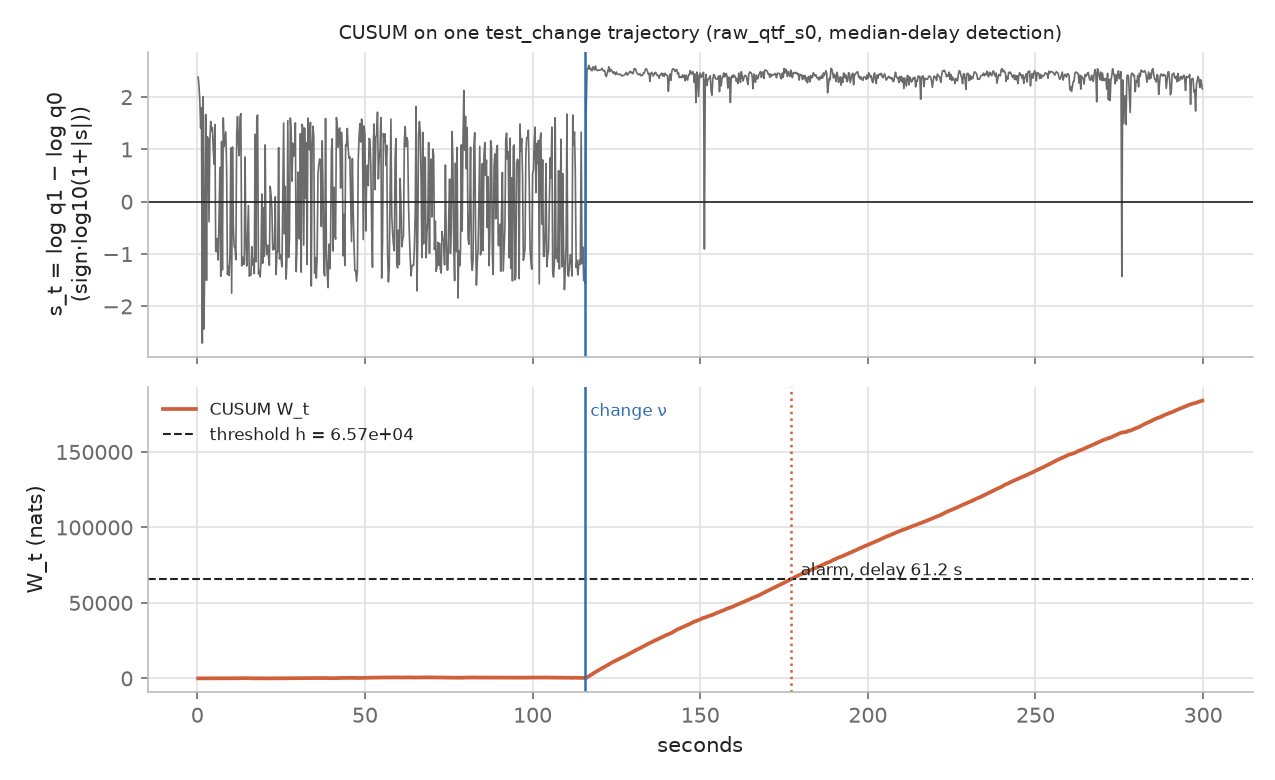 CUSUM on one test_change trajectory (raw_qtf_s0, median-delay detection)
s_t = log q1 − log q0
(sign·log10(1+|s|))
2
1
0
−1
−2
CUSUM W_t
threshold h = 6.57e+04
change ν
alarm, delay 61.2 s
W_t (nats)
150000
100000
50000
0
0
50
100
150
200
250
300
seconds